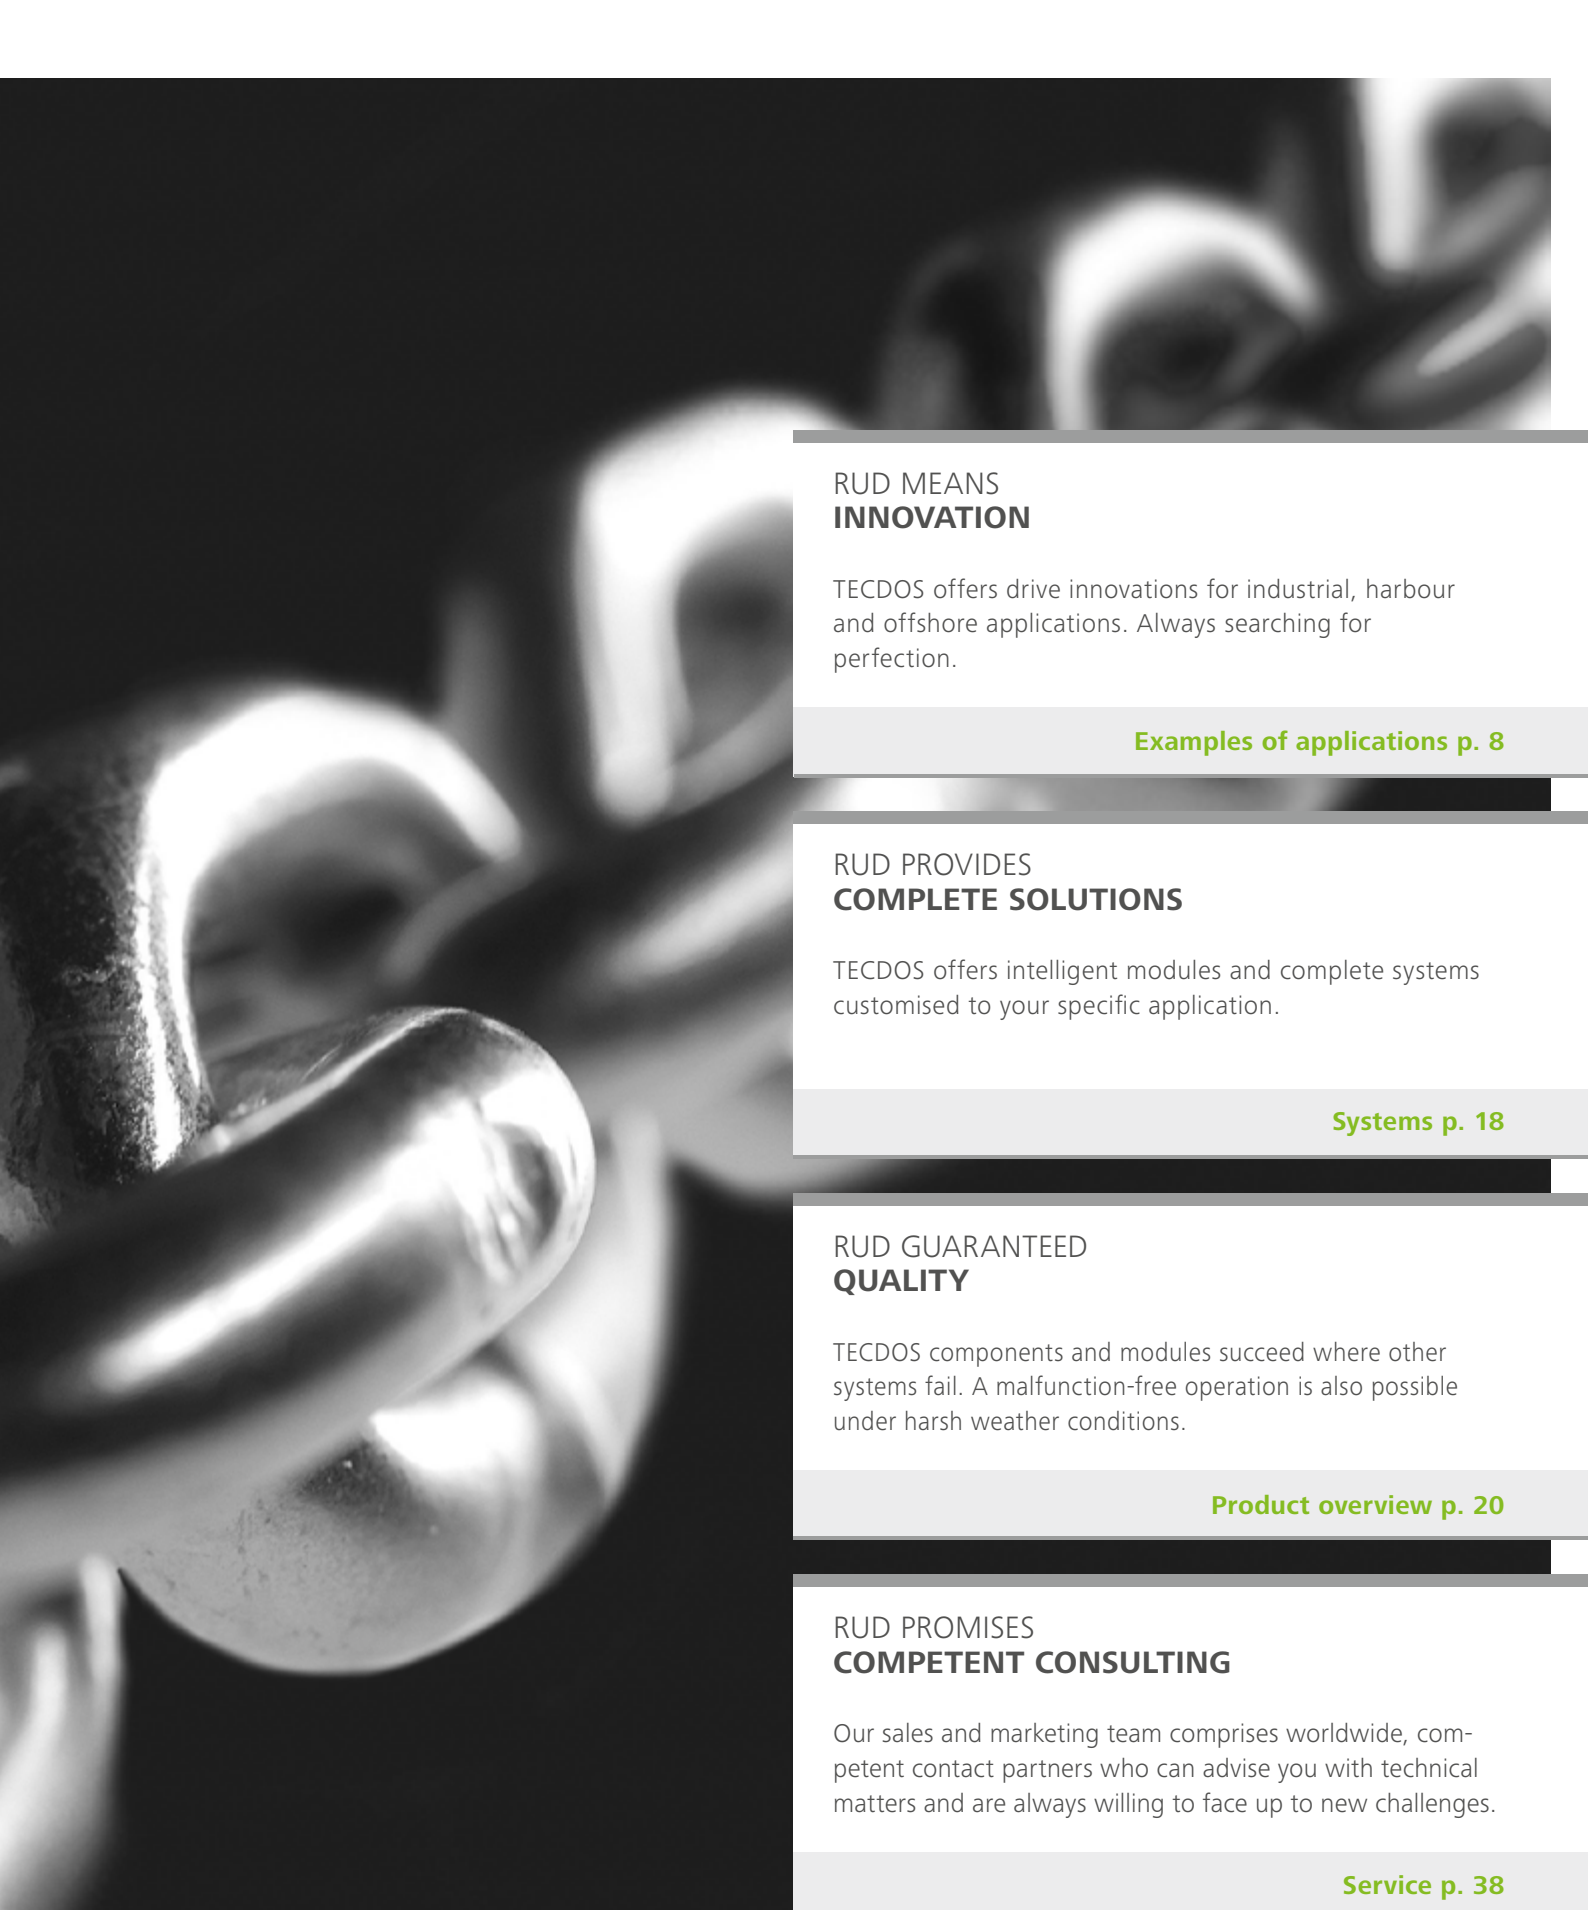 RUD MEANS
INNOVATION
TECDOS offers drive innovations for industrial, harbour
and offshore applications. Always searching for
perfection.
Examples of applications p. 8
RUD PROVIDES
COMPLETE SOLUTIONS
TECDOS offers intelligent modules and complete systems
customised to your specific application.
Systems p. 18
RUD GUARANTEED
QUALITY
TECDOS components and modules succeed where other
systems fail. A malfunction-free operation is also possible
under harsh weather conditions.
Product overview p. 20
RUD PROMISES
COMPETENT CONSULTING
Our sales and marketing team comprises worldwide, com-
petent contact partners who can advise you with technical
matters and are always willing to face up to new challenges.
Service p. 38